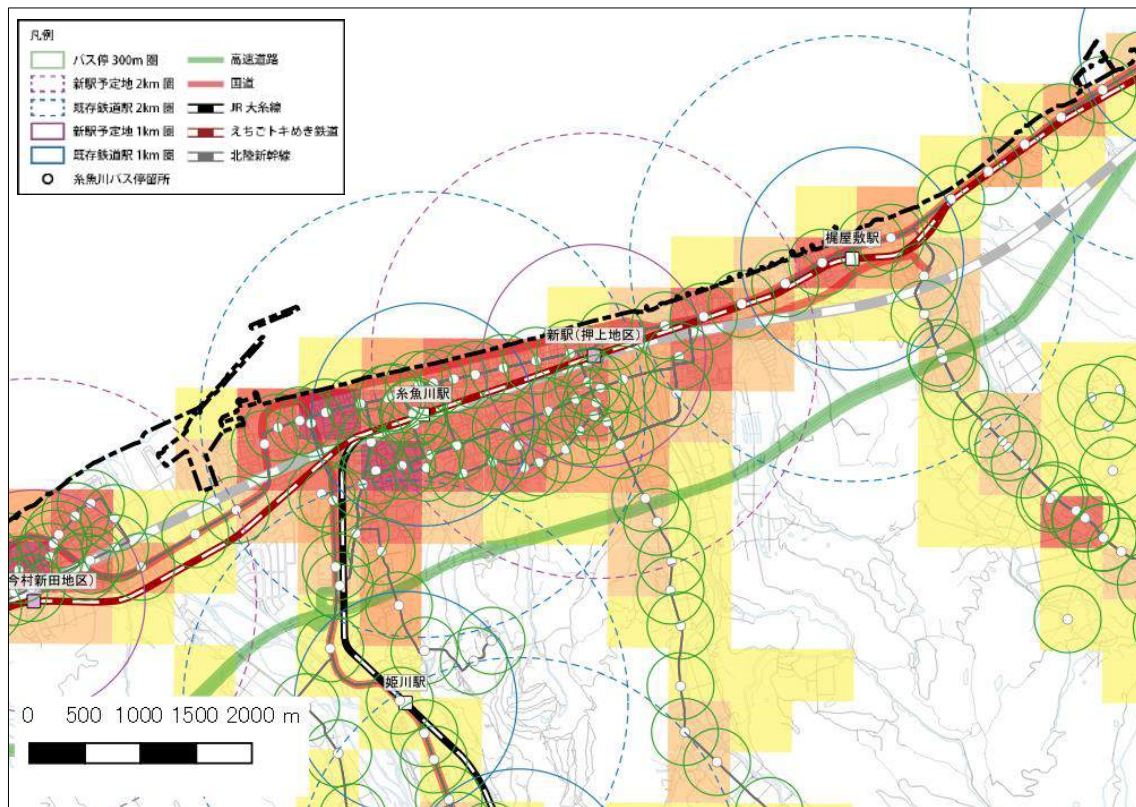 凡例
バス停 300m 圏
新駅予定地 2km 圏
既存鉄道駅 2km 圏
新駅予定地 1km 圏
既存鉄道駅 1km 圏
糸魚川バス停留所
高速道路
国道
JR 大糸線
えちごトキめき鉄道
北陸新幹線
梶屋敷駅
新駅(押上地区)
糸魚川駅
今村新田地区)
姫川駅
0 500 1000 1500 2000 m